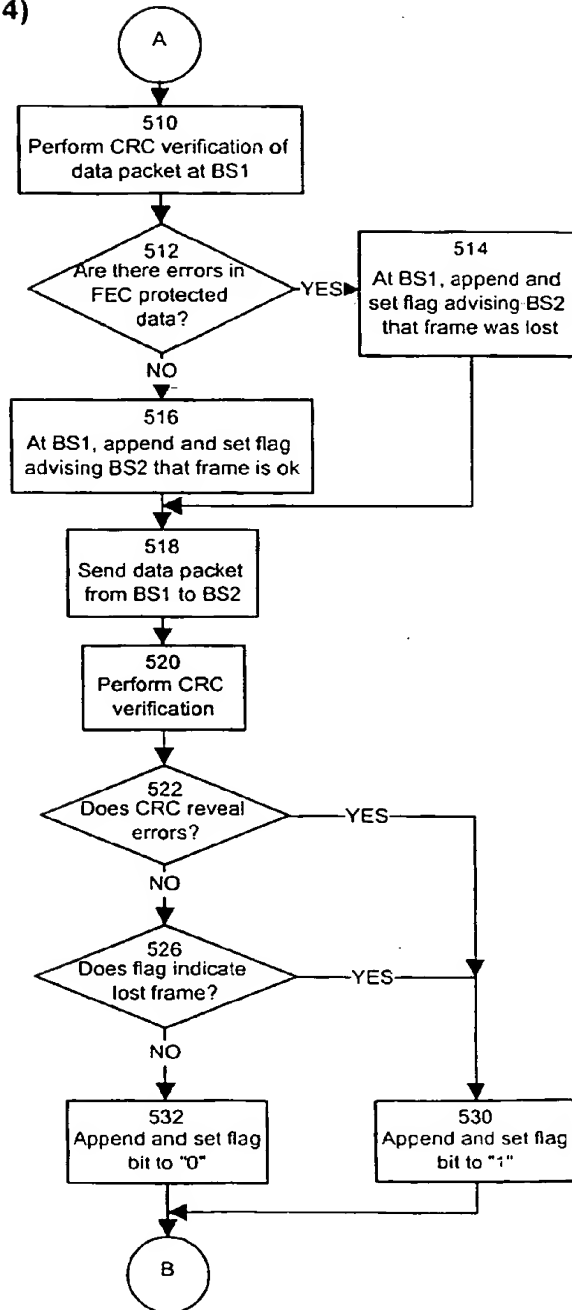 4)
A
510
Perform CRC verification of
data packet at BS1
512
Are there errors in
FEC protected
data?
YES
514
At BS1, append and
set flag advising BS2
that frame was lost
NO
516
At BS1, append and set flag
advising BS2 that frame is ok
518
Send data packet
from BS1 to BS2
520
Perform CRC
verification
522
Does CRC reveal
errors?
YES
NO
526
Does flag indicate
lost frame?
YES
NO
532
Append and set flag
bit to "0"
530
Append and set flag
bit to "1"
B